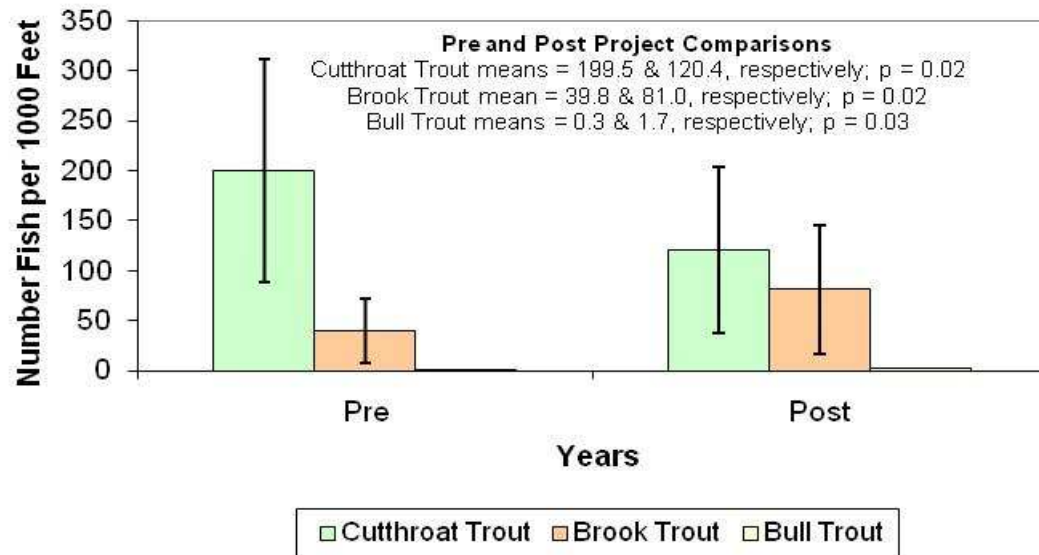 350
300
250
200
150
100
50
0
Number Fish per 1000 Feet
Pre and Post Project Comparisons
Cutthroat Trout means = 199.5 & 120.4, respectively; p = 0.02
Brook Trout mean = 39.8 & 81.0, respectively; p = 0.02
Bull Trout means = 0.3 & 1.7, respectively; p = 0.03
Pre
Post
Years
Cutthroat Trout
Brook Trout
Bull Trout